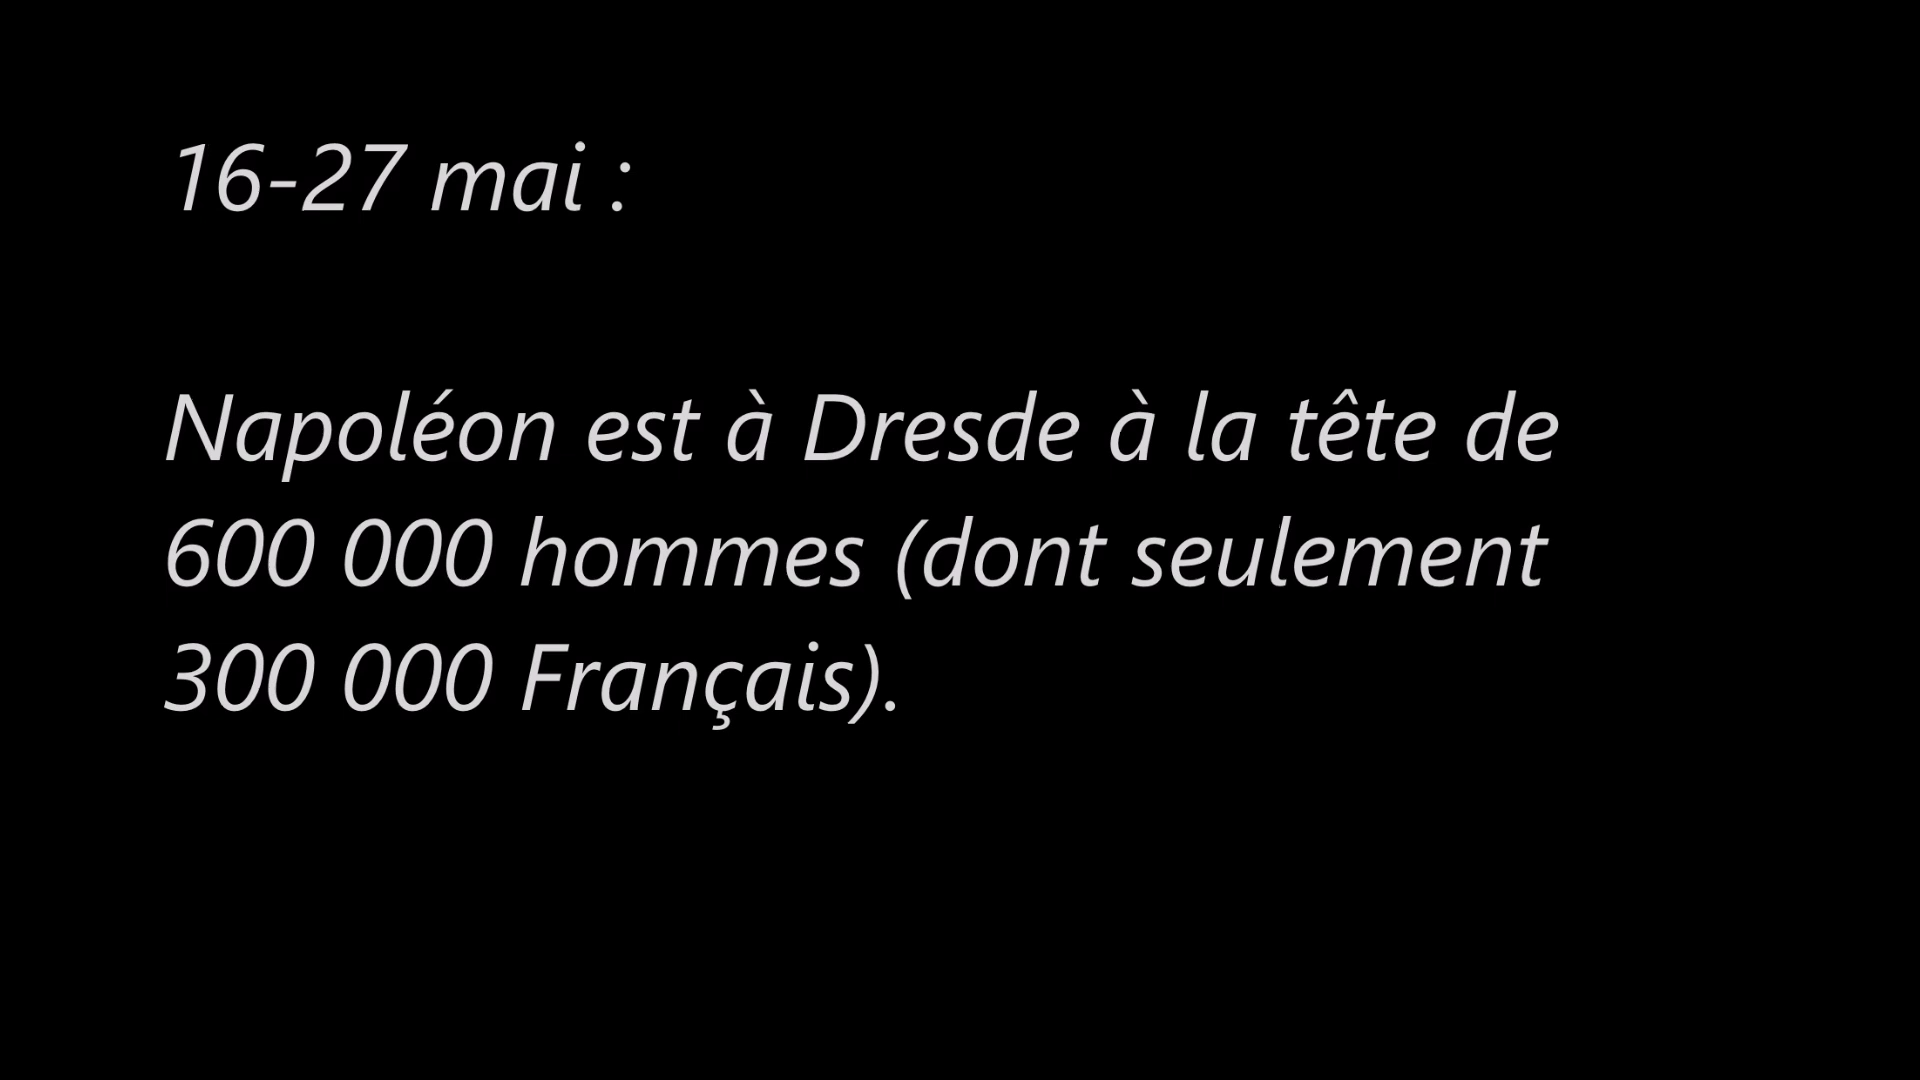 16-27 mai :
Napoléon est à Dresde à la tête de
600 000 hommes (dont seulement
300 000 Français).